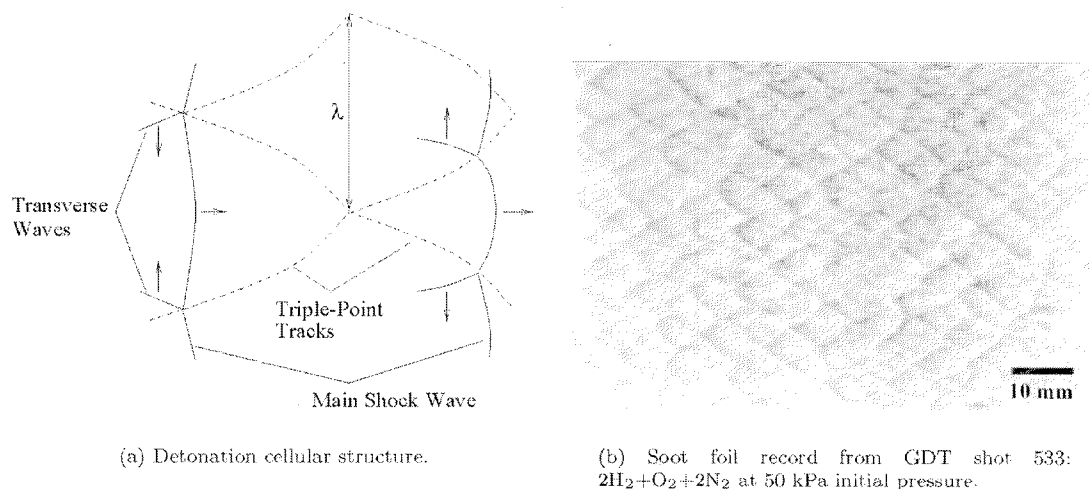 λ
Transverse
Waves
Triple-Point
Tracks
Main Shock Wave
10 mm
(a) Detonation cellular structure.
(b) Soot foil record from GDT shot 533:
2H₂+O₂+2N₂ at 50 kPa initial pressure.